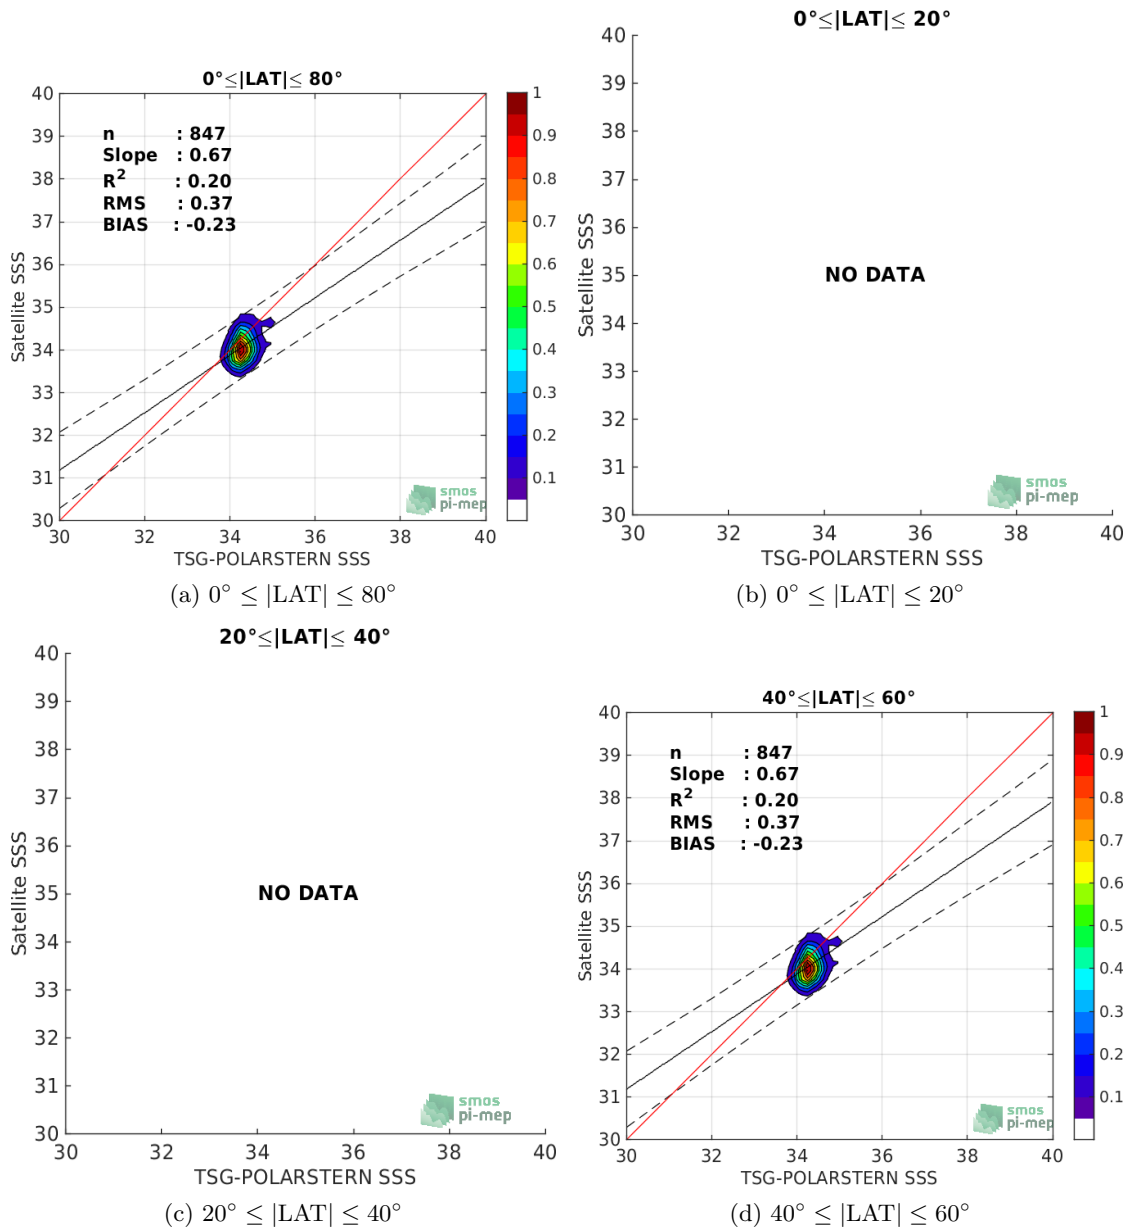 0°≤|LAT|≤ 80°
n : 847
Slope : 0.67
R² : 0.20
RMS : 0.37
BIAS : -0.23
40
39
38
37
36
35
34
33
32
31
30
Satellite SSS
30 32 34 36 38 40
TSG-POLARSTERN SSS
1
0.9
0.8
0.7
0.6
0.5
0.4
0.3
0.2
0.1
smos
pi-mep
(a) 0° ≤ |LAT| ≤ 80°
0°≤|LAT|≤ 20°
40
39
38
37
36
35
34
33
32
31
30
Satellite SSS
NO DATA
30 32 34 36 38 40
TSG-POLARSTERN SSS
smos
pi-mep
(b) 0° ≤ |LAT| ≤ 20°
20°≤|LAT|≤ 40°
40
39
38
37
36
35
34
33
32
31
30
Satellite SSS
NO DATA
30 32 34 36 38 40
TSG-POLARSTERN SSS
smos
pi-mep
(c) 20° ≤ |LAT| ≤ 40°
40°≤|LAT|≤ 60°
n : 847
Slope : 0.67
R² : 0.20
RMS : 0.37
BIAS : -0.23
40
39
38
37
36
35
34
33
32
31
30
Satellite SSS
30 32 34 36 38 40
TSG-POLARSTERN SSS
1
0.9
0.8
0.7
0.6
0.5
0.4
0.3
0.2
0.1
smos
pi-mep
(d) 40° ≤ |LAT| ≤ 60°